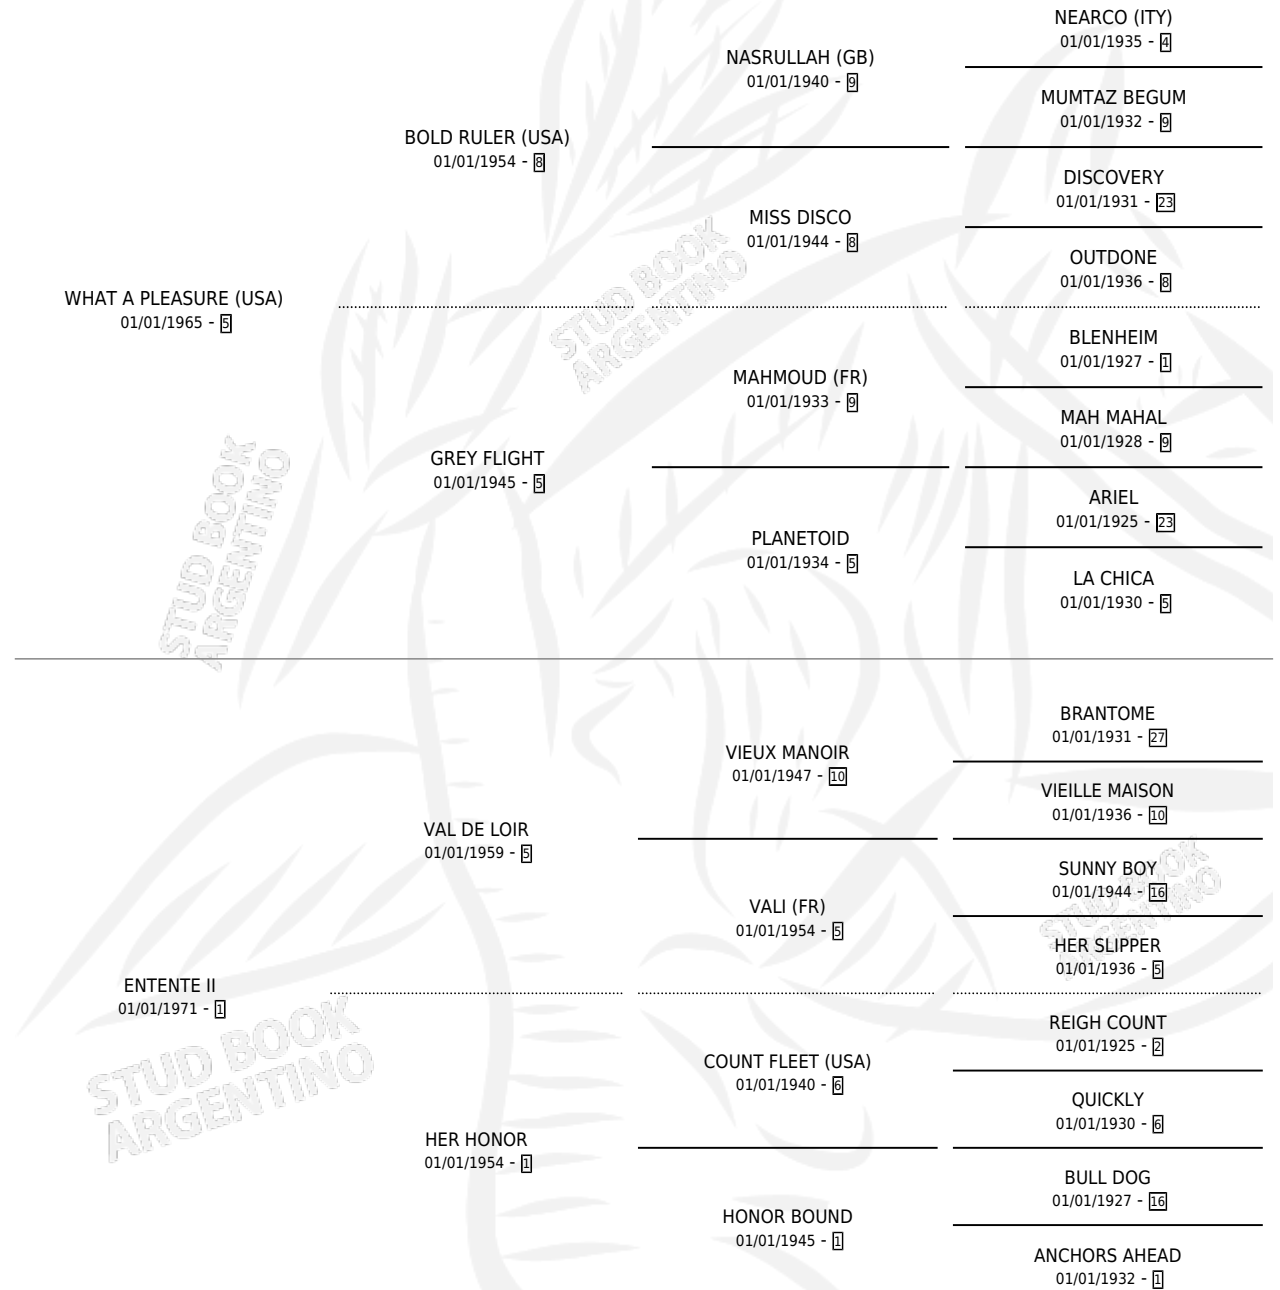 NEARCO (ITY)
01/01/1935 - 4
NASRULLAH (GB)
01/01/1940 - 9
MUMTAZ BEGUM
01/01/1932 - 9
BOLD RULER (USA)
01/01/1954 - 8
DISCOVERY
01/01/1931 - 23
MISS DISCO
01/01/1944 - 8
OUTDONE
01/01/1936 - 8
WHAT A PLEASURE (USA)
01/01/1965 - 5
STUD BOOK
ARGENTINO
BLENHEIM
01/01/1927 - 1
MAHMOUD (FR)
01/01/1933 - 9
MAH MAHAL
01/01/1928 - 9
GREY FLIGHT
01/01/1945 - 5
ARIEL
01/01/1925 - 23
PLANETOID
01/01/1934 - 5
LA CHICA
01/01/1930 - 5
STUD BOOK
ARGENTINO
BRANTOME
01/01/1931 - 27
VIEUX MANOIR
01/01/1947 - 10
VIEILLE MAISON
01/01/1936 - 10
VAL DE LOIR
01/01/1959 - 5
SUNNY BOY
01/01/1944 - 16
VALI (FR)
01/01/1954 - 5
STUD BOOK
ARGENTINO
HER SLIPPER
01/01/1936 - 5
ENTENTE II
01/01/1971 - 1
STUD BOOK
ARGENTINO
REIGH COUNT
01/01/1925 - 2
COUNT FLEET (USA)
01/01/1940 - 6
QUICKLY
01/01/1930 - 6
HER HONOR
01/01/1954 - 1
BULL DOG
01/01/1927 - 16
HONOR BOUND
01/01/1945 - 1
ANCHORS AHEAD
01/01/1932 - 1